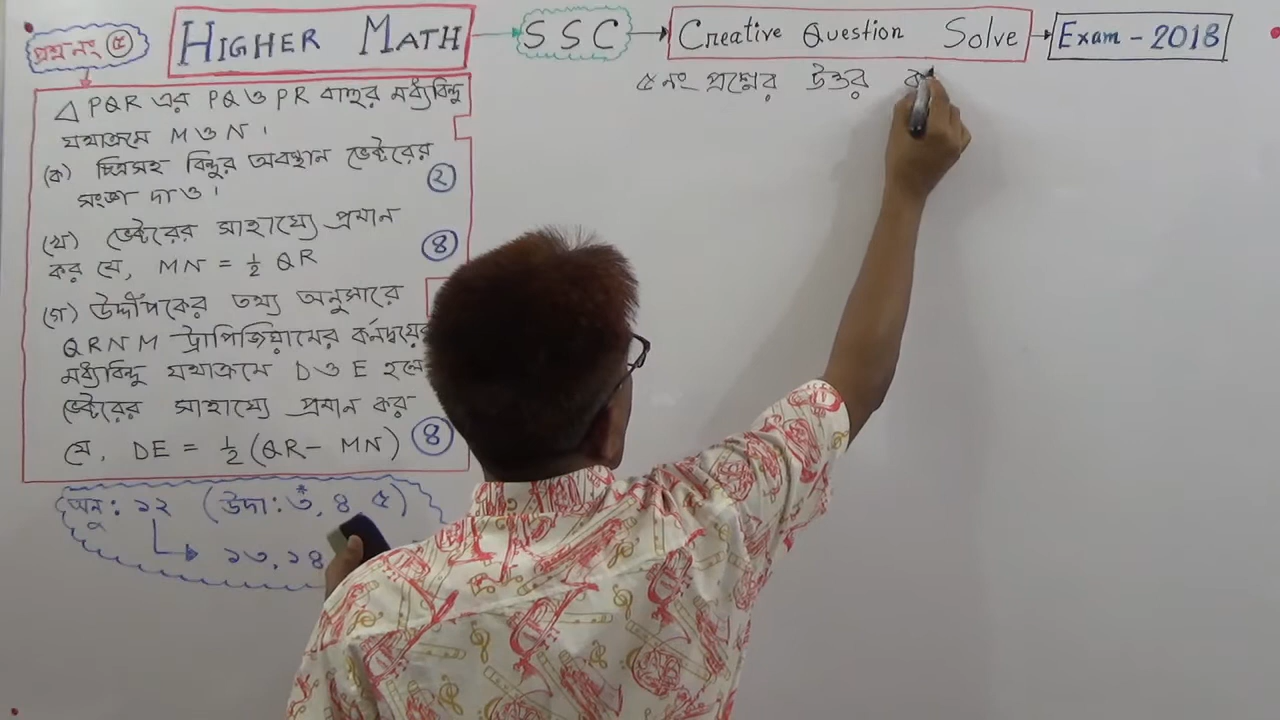 প্রশ্ন নং ৫
HIGHER MATH
SSC
Creative Question Solve
Exam - 2018
△ PQR এর PQ ও PR বাহুর মধ্যবিন্দু
যথাক্রমে M ও N ।
(ক) চিত্রসহ বিন্দুর অবস্থান ভেক্টরের
সংজ্ঞা দাও । ২
(খ) ভেক্টরের সাহায্যে প্রমান
কর যে, MN = 1/2 QR ৪
(গ) উদ্দীপকের তথ্য অনুসারে
QRNM ট্রাপিজিয়ামের কর্নদ্বয়ের
মধ্যবিন্দু যথাক্রমে D ও E হলে
ভেক্টরের সাহায্যে প্রমান কর
যে, DE = 1/2 (QR - MN) ৪
অনু: ১২ (উদা: ৩*, ৪ ৫)
১৩, ১৪
৫ নং প্রশ্নের উত্তর